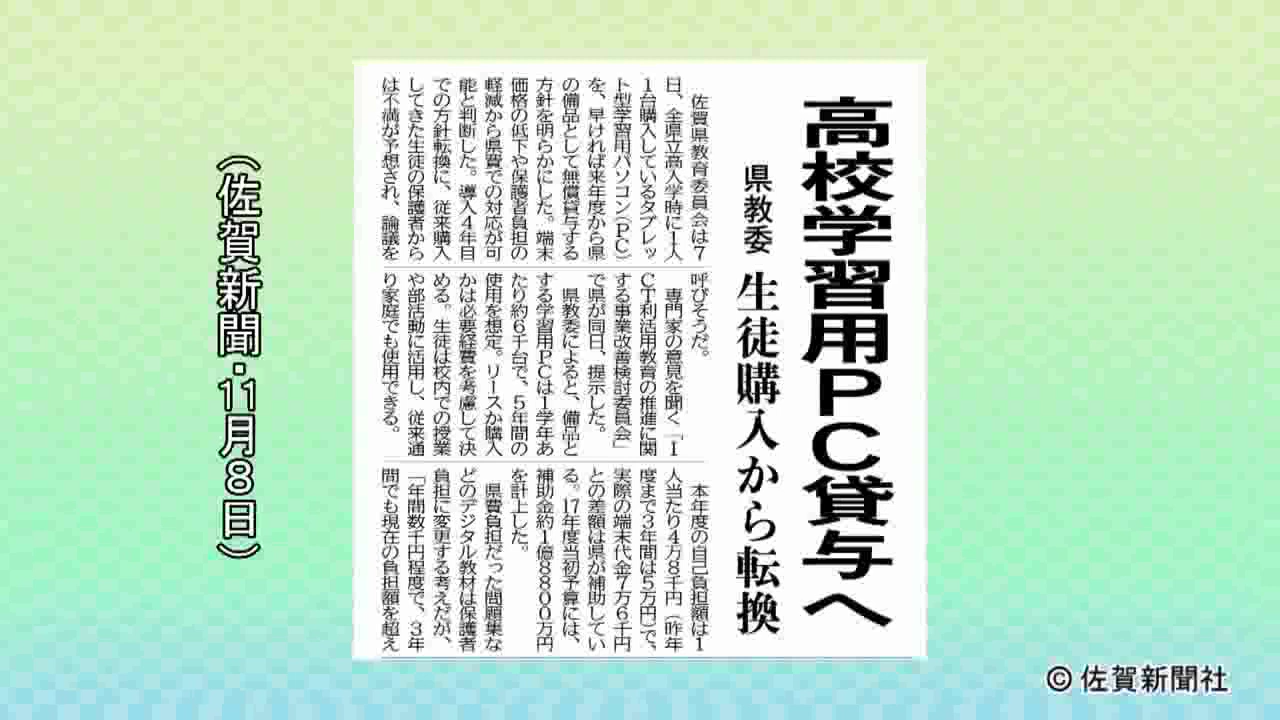 高校学習用PC貸与へ
県教委 生徒購入から転換
佐賀県教育委員会は7
日、全県立高入学時に1人
1台購入しているタブレッ
ト型学習用パソコン(PC)
を、早ければ来年度から県
の備品として無償貸与する
方針を明らかにした。端末
価格の低下や保護者負担の
軽減から県費での対応が可
能と判断した。導入4年目
での方針転換に、従来購入
してきた生徒の保護者から
は不満が予想され、論議を
呼びそうだ。
専門家の意見を聞く「I
CT利活用教育の推進に関
する事業改善検討委員会」
で県が同日、提示した。
県教委によると、備品と
する学習用PCは1学年あ
たり約6千台で、5年間の
使用を想定。リースか購入
かは必要経費を考慮して決
める。生徒は校内での授業
や部活動に活用し、従来通
り家庭でも使用できる。
本年度の自己負担額は1
人当たり4万8千円(昨年
度まで3年間は5万円)で、
実際の端末代金7万6千円
との差額は県が補助してい
る。17年度当初予算には、
補助金約1億8800万円
を計上した。
県費負担だった問題集な
どのデジタル教材は保護者
負担に変更する考えだが、
「年間数千円程度で、3年
間でも現在の負担額を超え
(佐賀新聞・11月8日)
© 佐賀新聞社